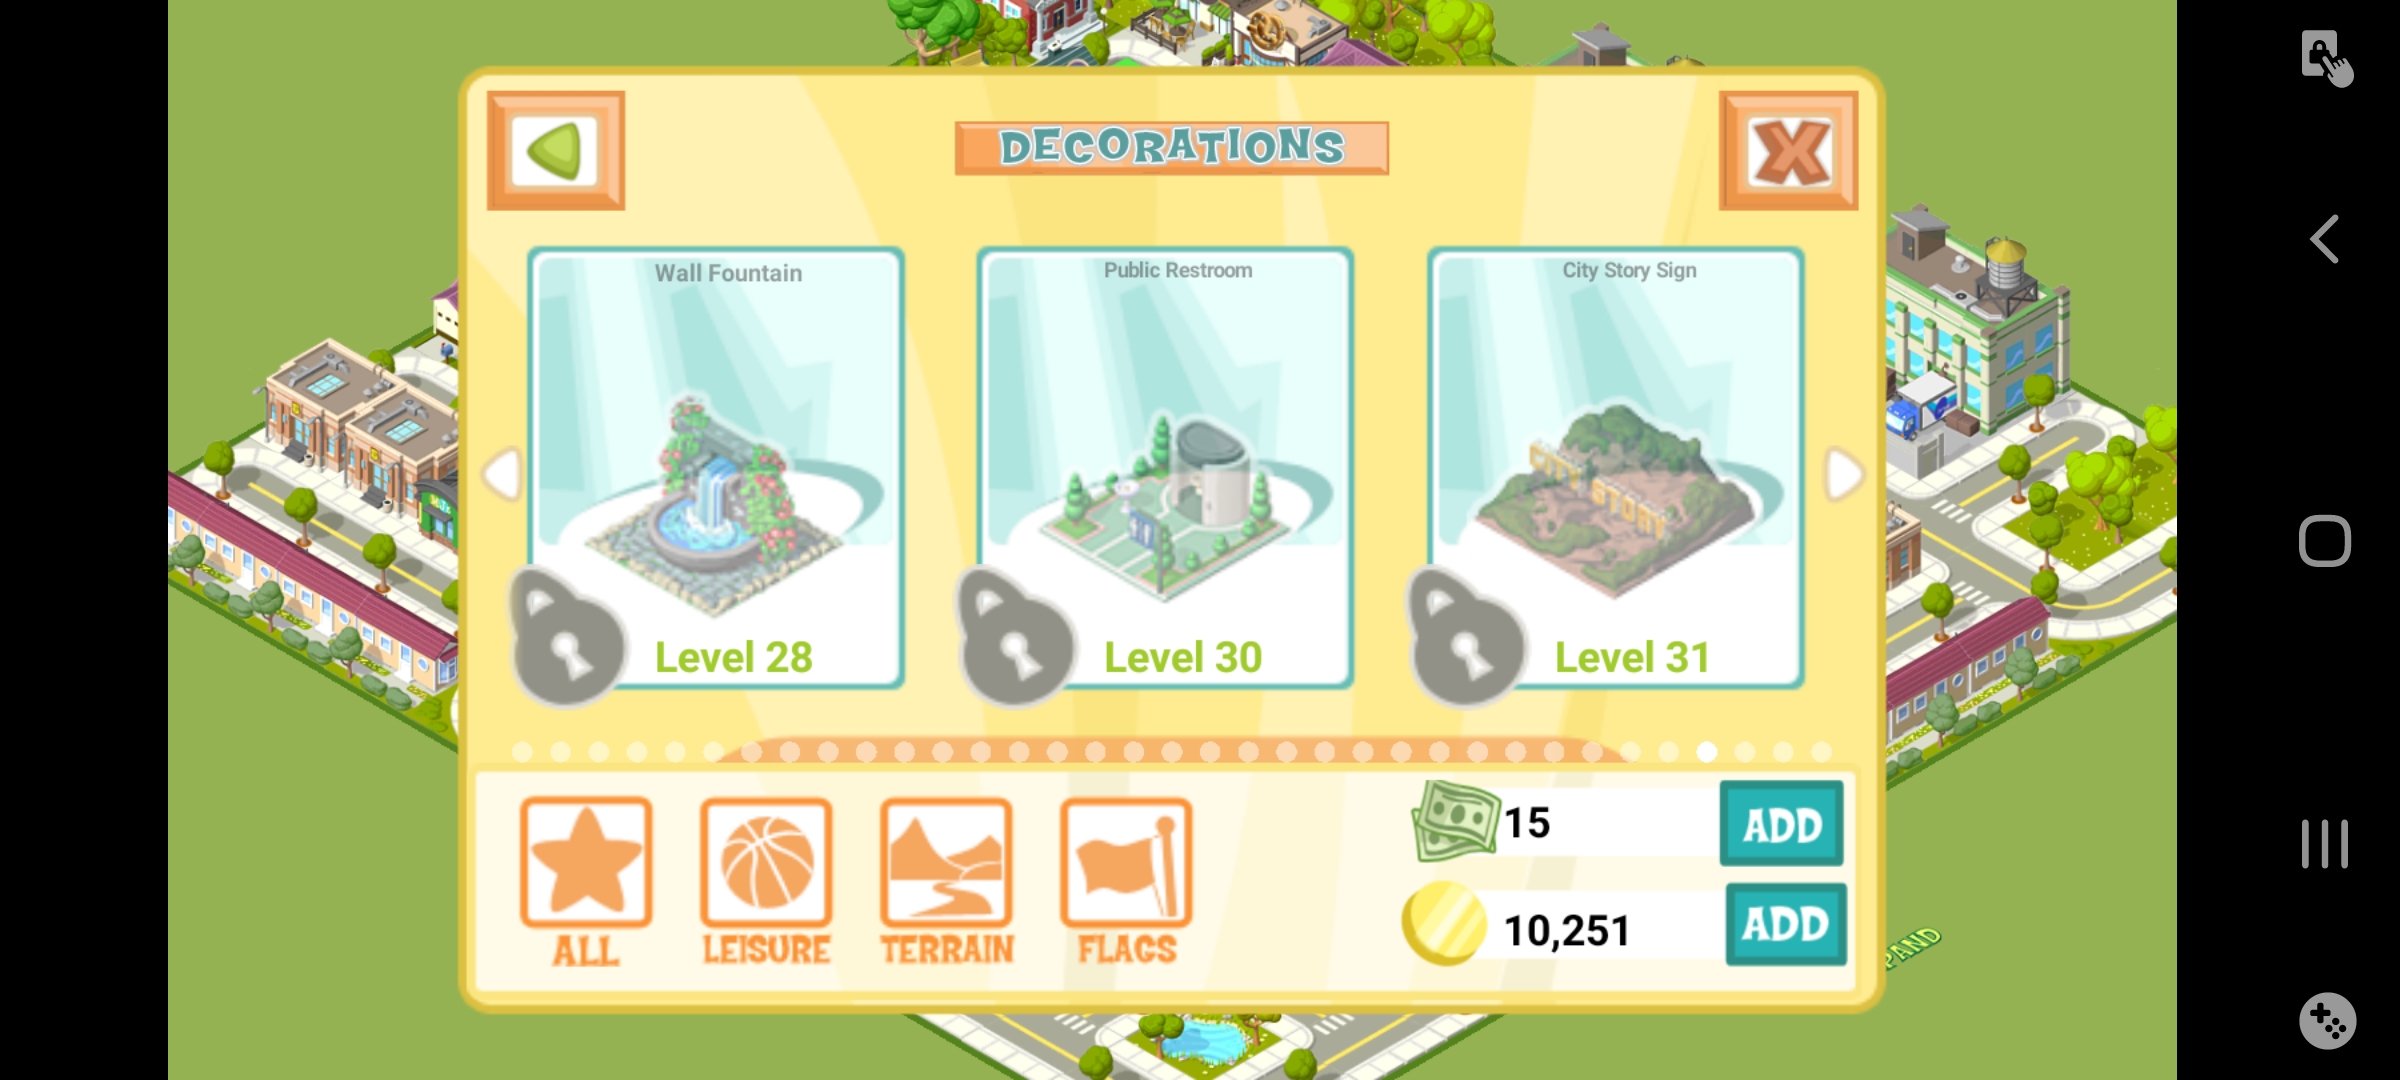 DECORATIONS
Wall Fountain
Public Restroom
City Story Sign
CITY STORY
Level 28
Level 30
Level 31
ALL
LEISURE
TERRAIN
FLAGS
15
ADD
10,251
ADD
PAND